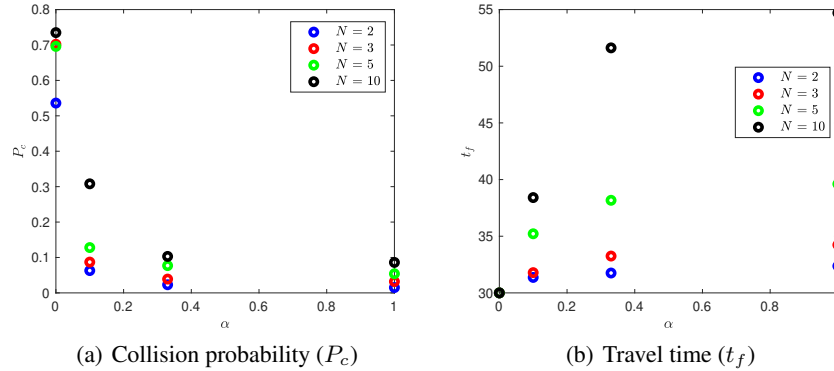 0.8
0.7
0.6
0.5
0.4
0.3
0.2
0.1
0
P_c
0 0.2 0.4 0.6 0.8 1
α
N = 2
N = 3
N = 5
N = 10
(a) Collision probability (P_c)
55
50
45
40
35
30
t_f
0 0.2 0.4 0.6 0.8
α
N = 2
N = 3
N = 5
N = 10
(b) Travel time (t_f)